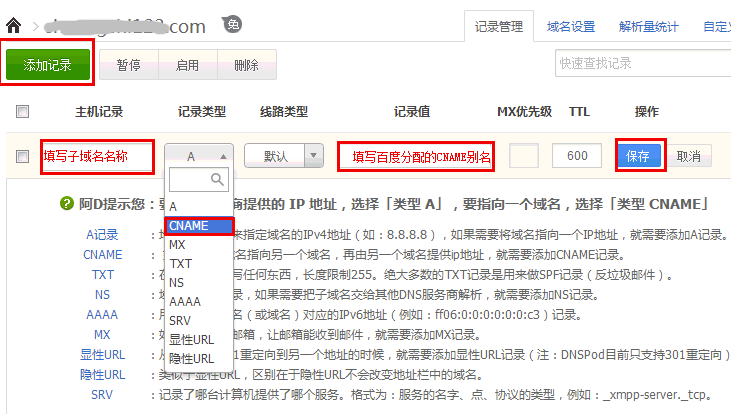 .com 免
记录管理 域名设置 解析量统计
添加记录 暂停 启用 删除 快速查找记录
主机记录 记录类型 线路类型 记录值 MX优先级 TTL 操作
填写子域名名称 A 默认 填写百度分配的CNAME别名 600 保存 取消
阿D提示您: 商提供的 IP 地址,选择「类型 A」,要指向一个域名,选择「类型 CNAME」
A
CNAME
MX
TXT
NS
AAAA
SRV
显性URL
隐性URL
A记录 : 来指定域名的IPv4地址(如:8.8.8.8),如果需要将域名指向一个IP地址,就需要添加A记录。
CNAME : 名指向另一个域名,再由另一个域名提供ip地址,就需要添加CNAME记录。
TXT : 写任何东西,长度限制255。绝大多数的TXT记录是用来做SPF记录(反垃圾邮件)。
NS : 记录,如果需要把子域名交给其他DNS服务商解析,就需要添加NS记录。
AAAA : (或域名)对应的IPv6地址(例如:ff06:0:0:0:0:0:0:c3)记录。
MX : 邮箱,让邮箱能收到邮件,就需要添加MX记录。
显性URL : 从 1重定向到另一个地址的时候,就需要添加显性URL记录(注:DNSPod目前只支持301重定向)
隐性URL : 类似于显性URL,区别在于隐性URL不会改变地址栏中的域名。
SRV : 记录了哪台计算机提供了哪个服务。格式为:服务的名字、点、协议的类型,例如:_xmpp-server._tcp。